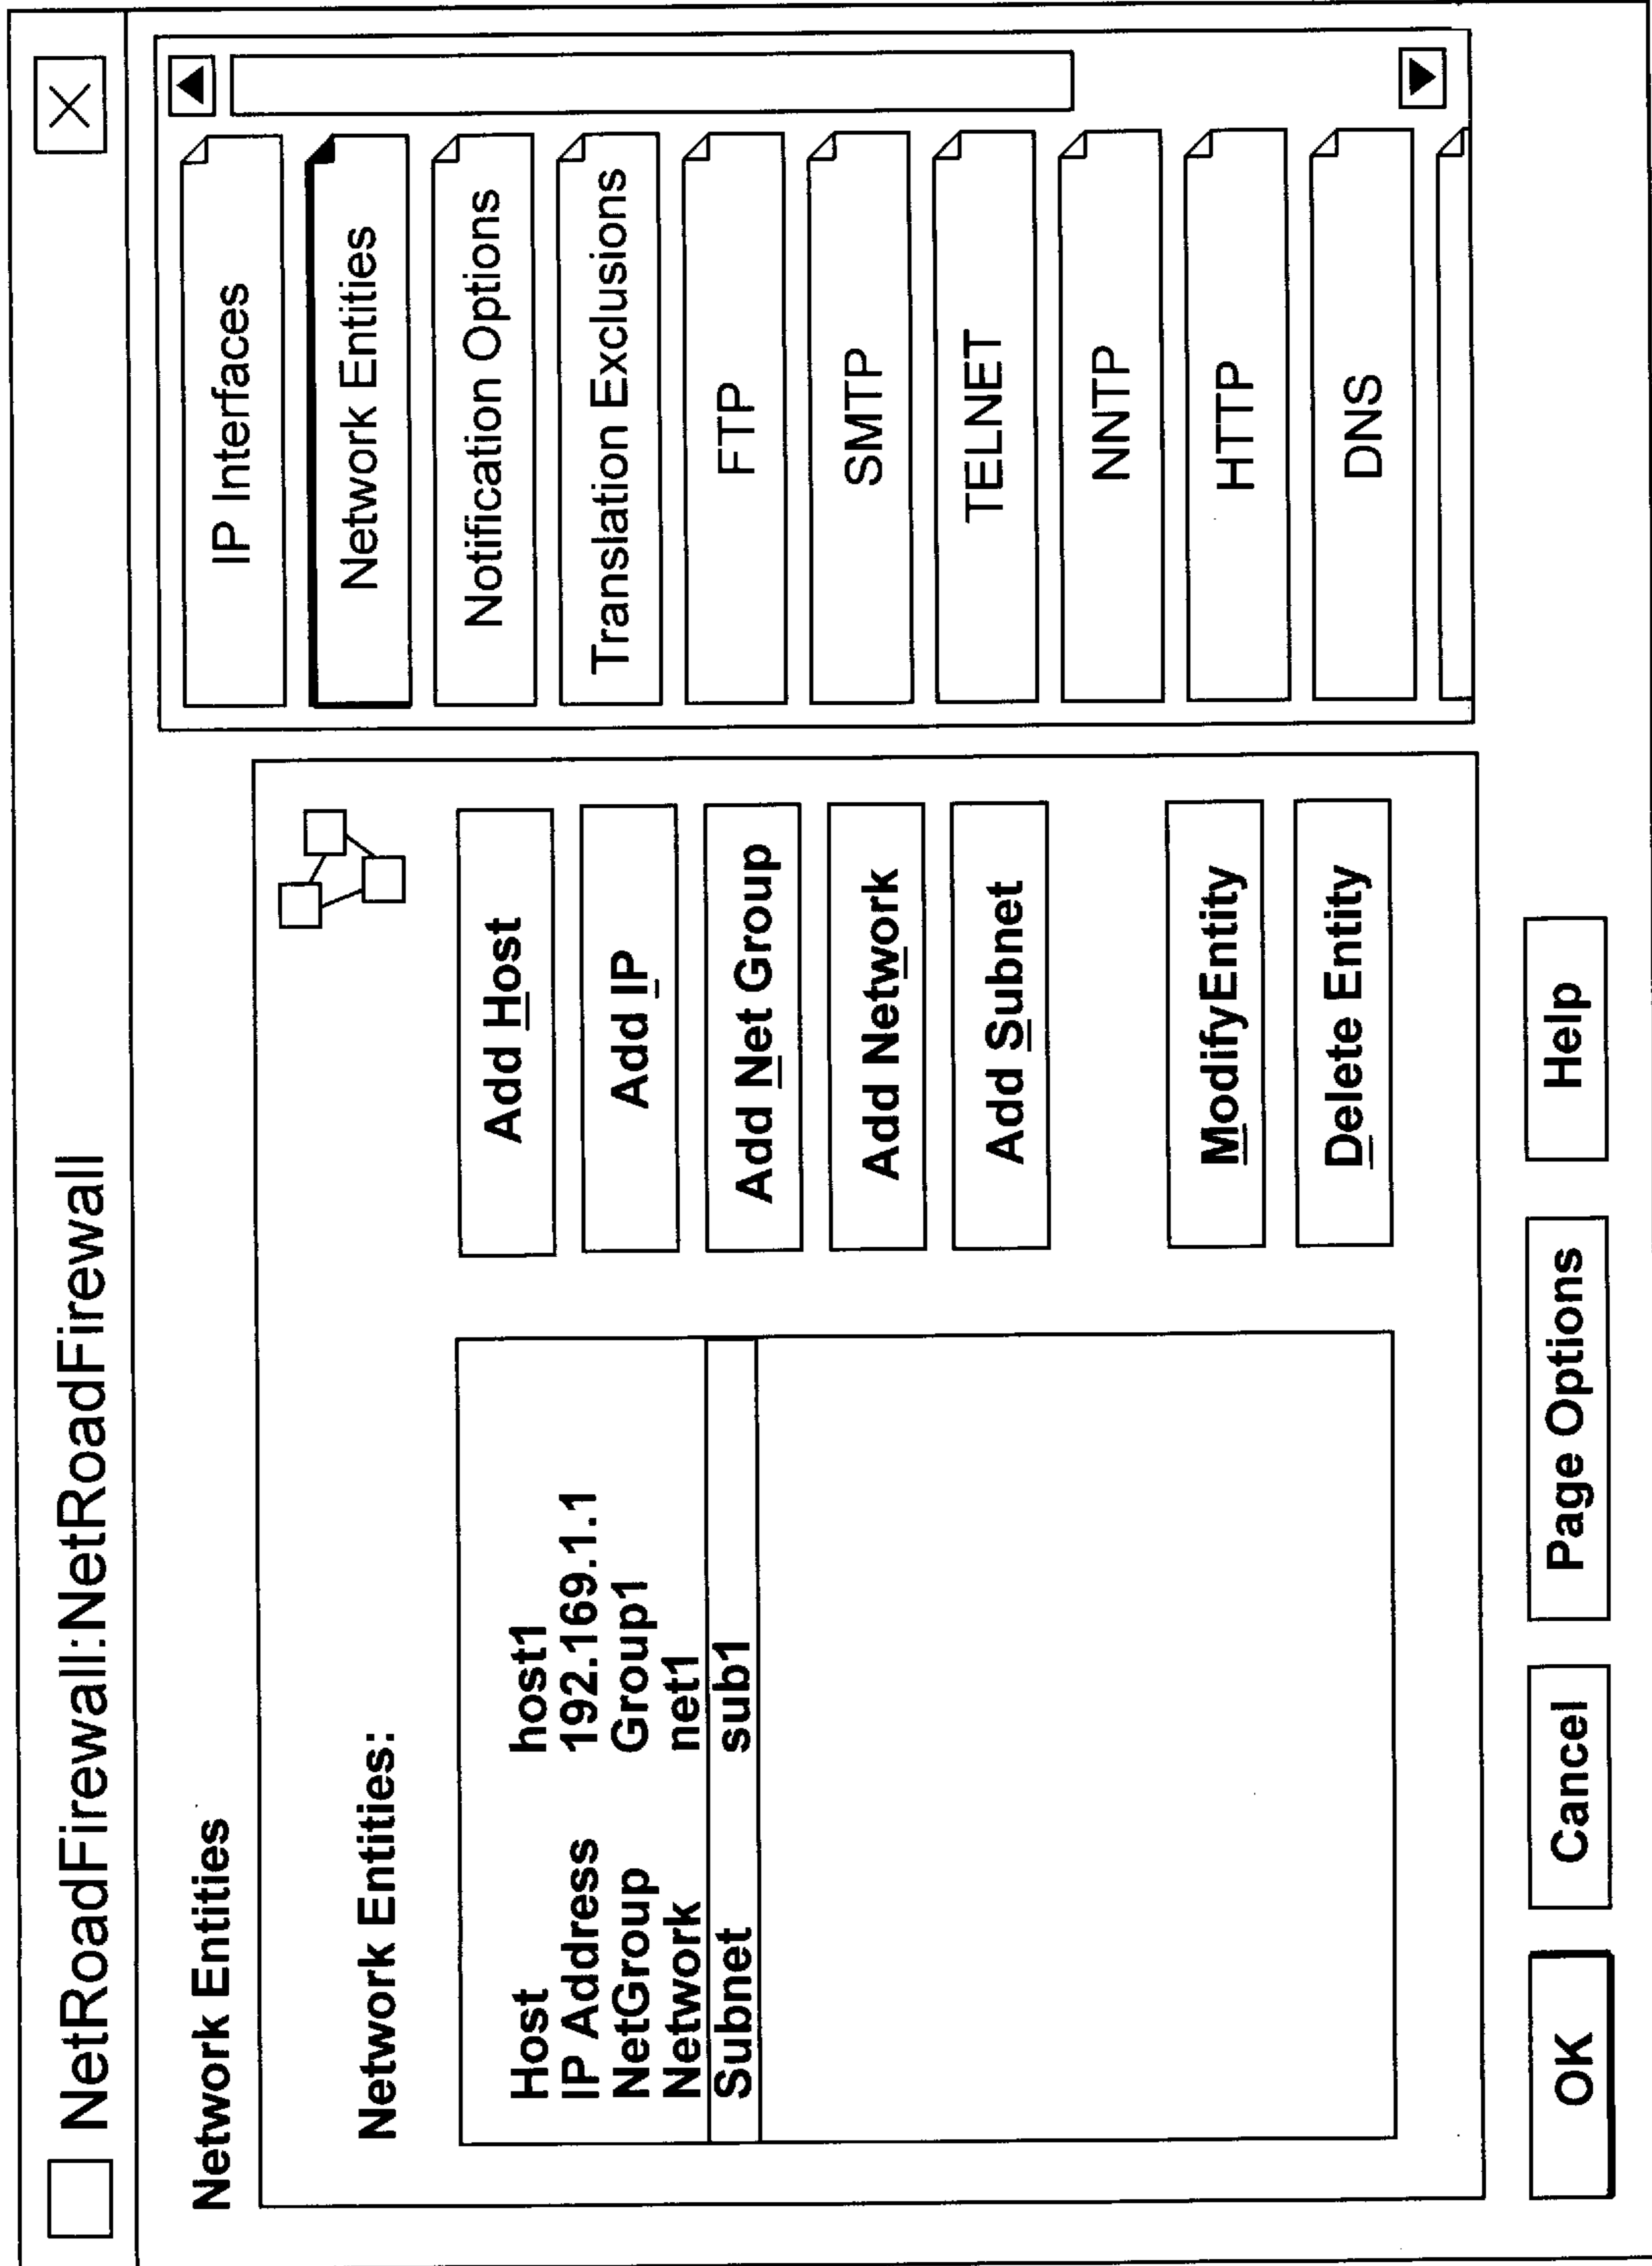 NetRoadFirewall:NetRoadFirewall
Network Entities
Network Entities:
Host host1
IP Address 192.169.1.1
NetGroup Group1
Network net1
Subnet sub1
Add Host
Add IP
Add Net Group
Add Network
Add Subnet
ModifyEntity
Delete Entity
IP Interfaces
Network Entities
Notification Options
Translation Exclusions
FTP
SMTP
TELNET
NNTP
HTTP
DNS
OK
Cancel
Page Options
Help